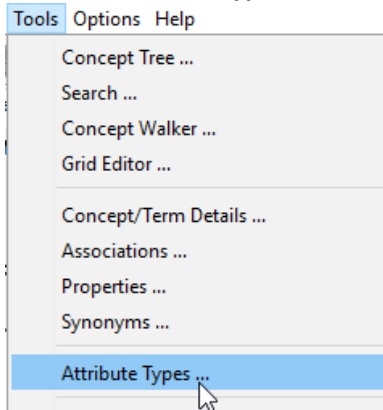 Tools Options Help
Concept Tree ...
Search ...
Concept Walker ...
Grid Editor ...
Concept/Term Details ...
Associations ...
Properties ...
Synonyms ...
Attribute Types ...